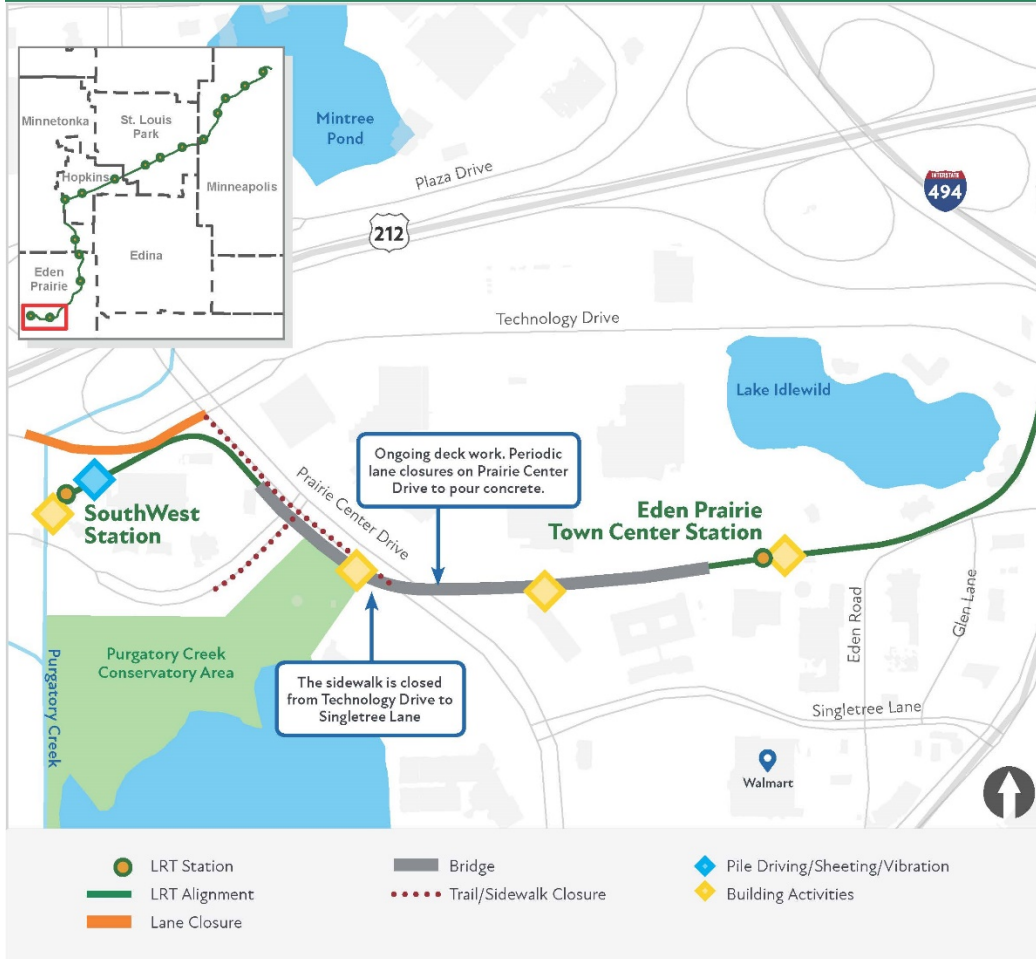 Minnetonka
St. Louis
Park
Hopkins
Minneapolis
Edina
Eden
Prairie
Mintree
Pond
Plaza Drive
INTERSTATE
494
212
Technology Drive
Lake Idlewild
Ongoing deck work. Periodic
lane closures on Prairie Center
Drive to pour concrete.
Prairie Center Drive
SouthWest
Station
Eden Prairie
Town Center Station
Purgatory Creek
Conservatory Area
Purgatory Creek
The sidewalk is closed
from Technology Drive to
Singletree Lane
Eden Road
Glen Lane
Singletree Lane
Walmart
LRT Station
LRT Alignment
Lane Closure
Bridge
Trail/Sidewalk Closure
Pile Driving/Sheeting/Vibration
Building Activities